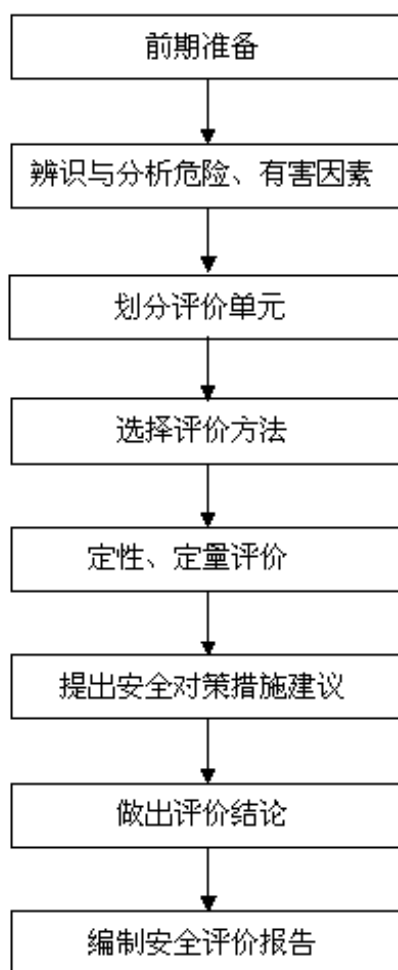 前期准备
辨识与分析危险、有害因素
划分评价单元
选择评价方法
定性、定量评价
提出安全对策措施建议
做出评价结论
编制安全评价报告